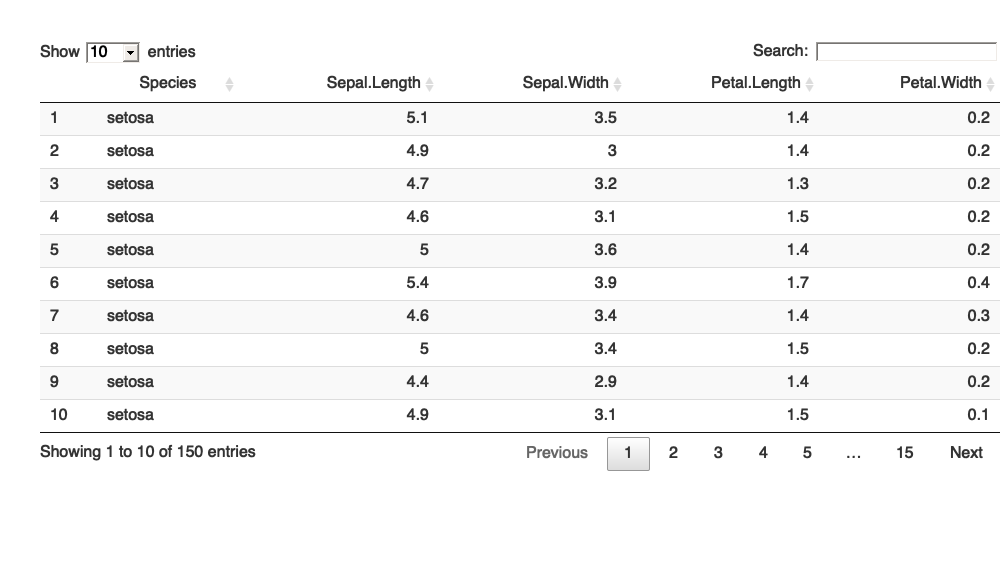 Show 10 entries Search:
Species Sepal.Length Sepal.Width Petal.Length Petal.Width
1 setosa 5.1 3.5 1.4 0.2
2 setosa 4.9 3 1.4 0.2
3 setosa 4.7 3.2 1.3 0.2
4 setosa 4.6 3.1 1.5 0.2
5 setosa 5 3.6 1.4 0.2
6 setosa 5.4 3.9 1.7 0.4
7 setosa 4.6 3.4 1.4 0.3
8 setosa 5 3.4 1.5 0.2
9 setosa 4.4 2.9 1.4 0.2
10 setosa 4.9 3.1 1.5 0.1
Showing 1 to 10 of 150 entries Previous 1 2 3 4 5 … 15 Next